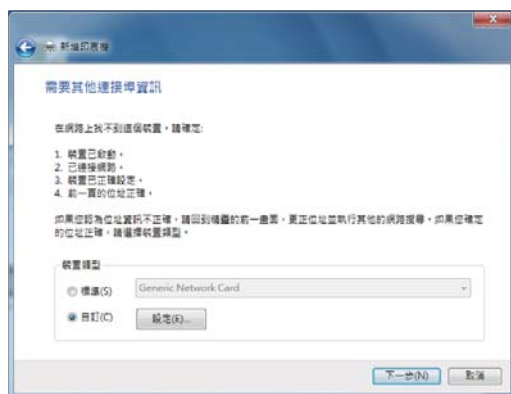 新增印表機
需要其他連接埠資訊
在網路上找不到這個裝置。請確定:
1. 裝置已啟動。
2. 已連接網路。
3. 裝置已正確設定。
4. 前一頁的位址正確。
如果您認為位址資訊不正確，請回到精靈的前一畫面，更正位址並執行其他的網路搜尋。如果您確定
的位址正確，請選擇裝置類型。
裝置類型
標準(S)
Generic Network Card
自訂(C)
設定(E)...
下一步(N)
取消